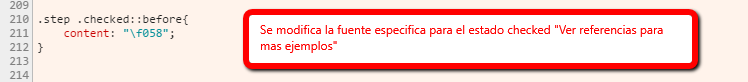 209
210 .step .checked::before{
211 content: "\f058";
212 }
213
214
Se modifica la fuente especifica para el estado checked "Ver referencias para
mas ejemplos"